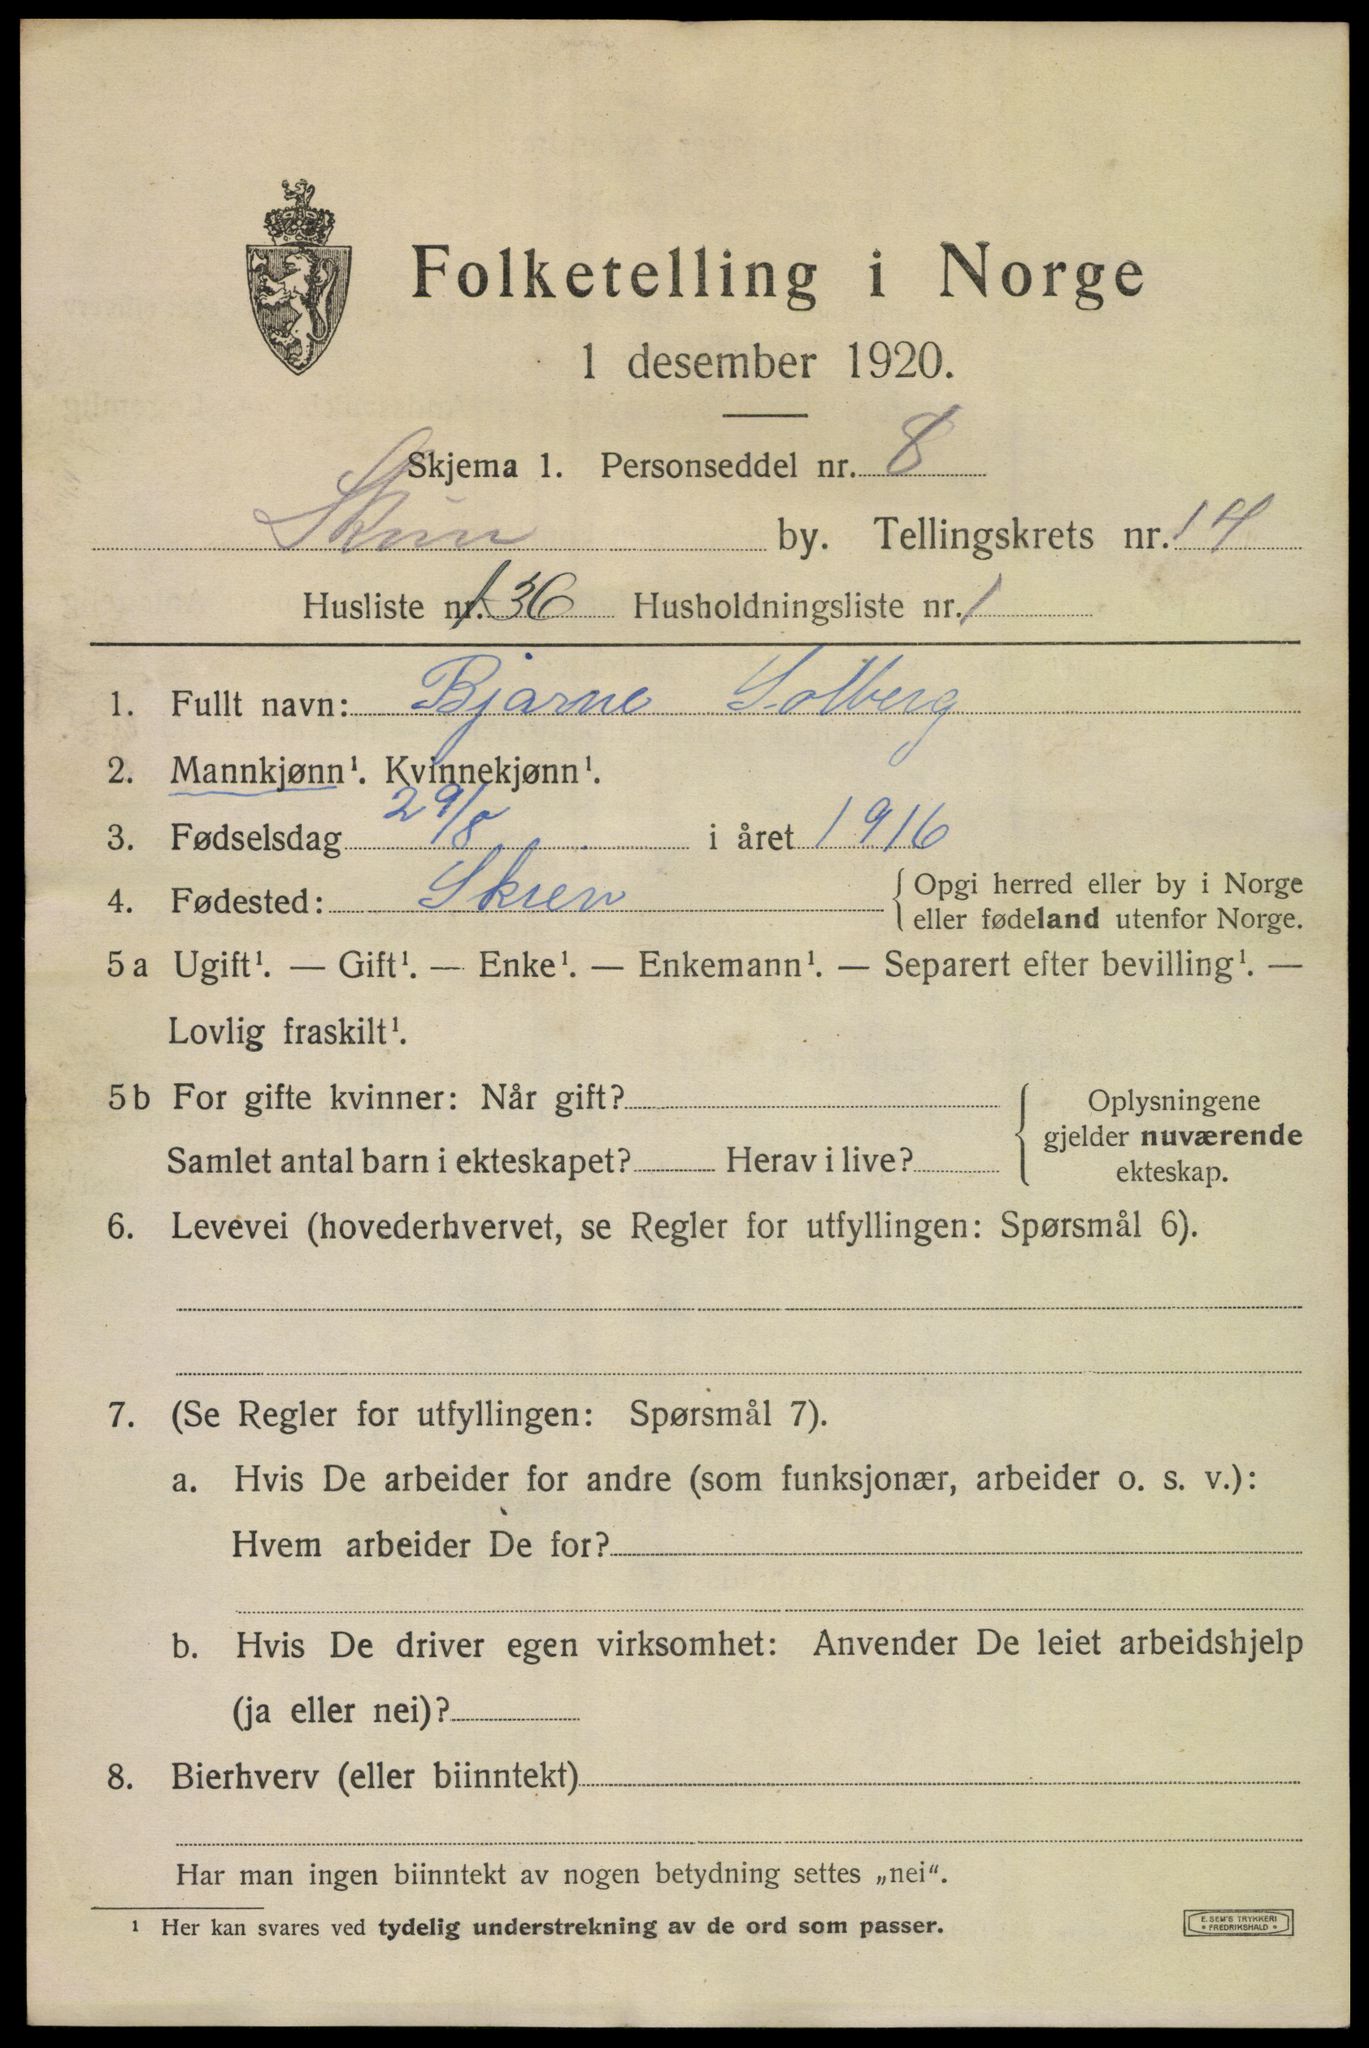 Folketelling i Norge
1 desember 1920.
Skjema 1. Personseddel nr. 8
Skien by. Tellingskrets nr. 14
Husliste nr. 36 Husholdningsliste nr. 1
1. Fullt navn: Bjarne Solberg
2. Mannkjønn¹. Kvinnekjønn¹.
3. Fødselsdag 29/8 i året 1916
4. Fødested: Skien { Opgi herred eller by i Norge
eller fødeland utenfor Norge.
5a Ugift¹. — Gift¹. — Enke¹. — Enkemann¹. — Separert efter bevilling¹. —
Lovlig fraskilt¹.
5b For gifte kvinner: Når gift? { Oplysningene
gjelder nuværende
Samlet antal barn i ekteskapet? Herav i live?
ekteskap.
6. Levevei (hovederhvervet, se Regler for utfyllingen: Spørsmål 6).
7. (Se Regler for utfyllingen: Spørsmål 7).
a. Hvis De arbeider for andre (som funksjonær, arbeider o. s. v.):
Hvem arbeider De for?
b. Hvis De driver egen virksomhet: Anvender De leiet arbeidshjelp
(ja eller nei)?
8. Bierhverv (eller biinntekt)
Har man ingen biinntekt av nogen betydning settes „nei“.
¹ Her kan svares ved tydelig understrekning av de ord som passer.
E. SEM'S TRYKKERI
• FREDRIKSHALD •